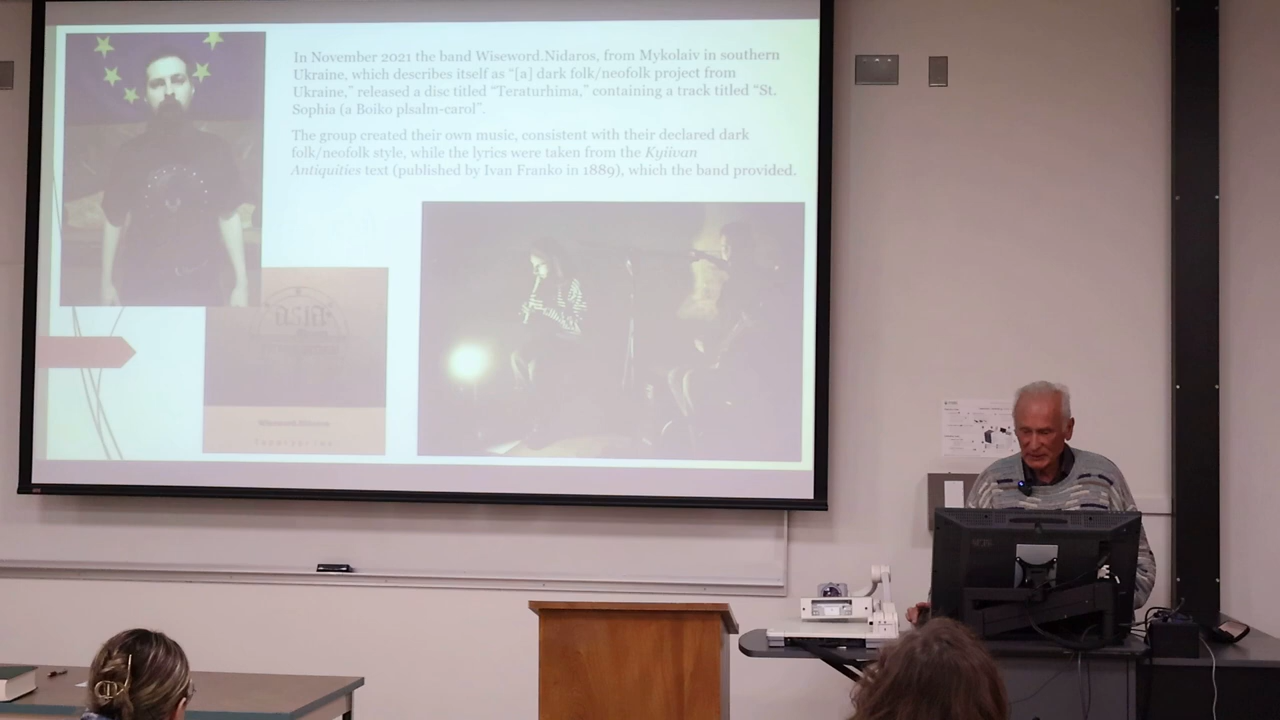 In November 2021 the band Wiseword.Nidaros, from Mykolaiv in southern
Ukraine, which describes itself as “[a] dark folk/neofolk project from
Ukraine,” released a disc titled “Teraturhima,” containing a track titled “St.
Sophia (a Boiko plsalm-carol”.
The group created their own music, consistent with their declared dark
folk/neofolk style, while the lyrics were taken from the Kyiivan
Antiquities text (published by Ivan Franko in 1889), which the band provided.
asia
Wiseword.Nidaros